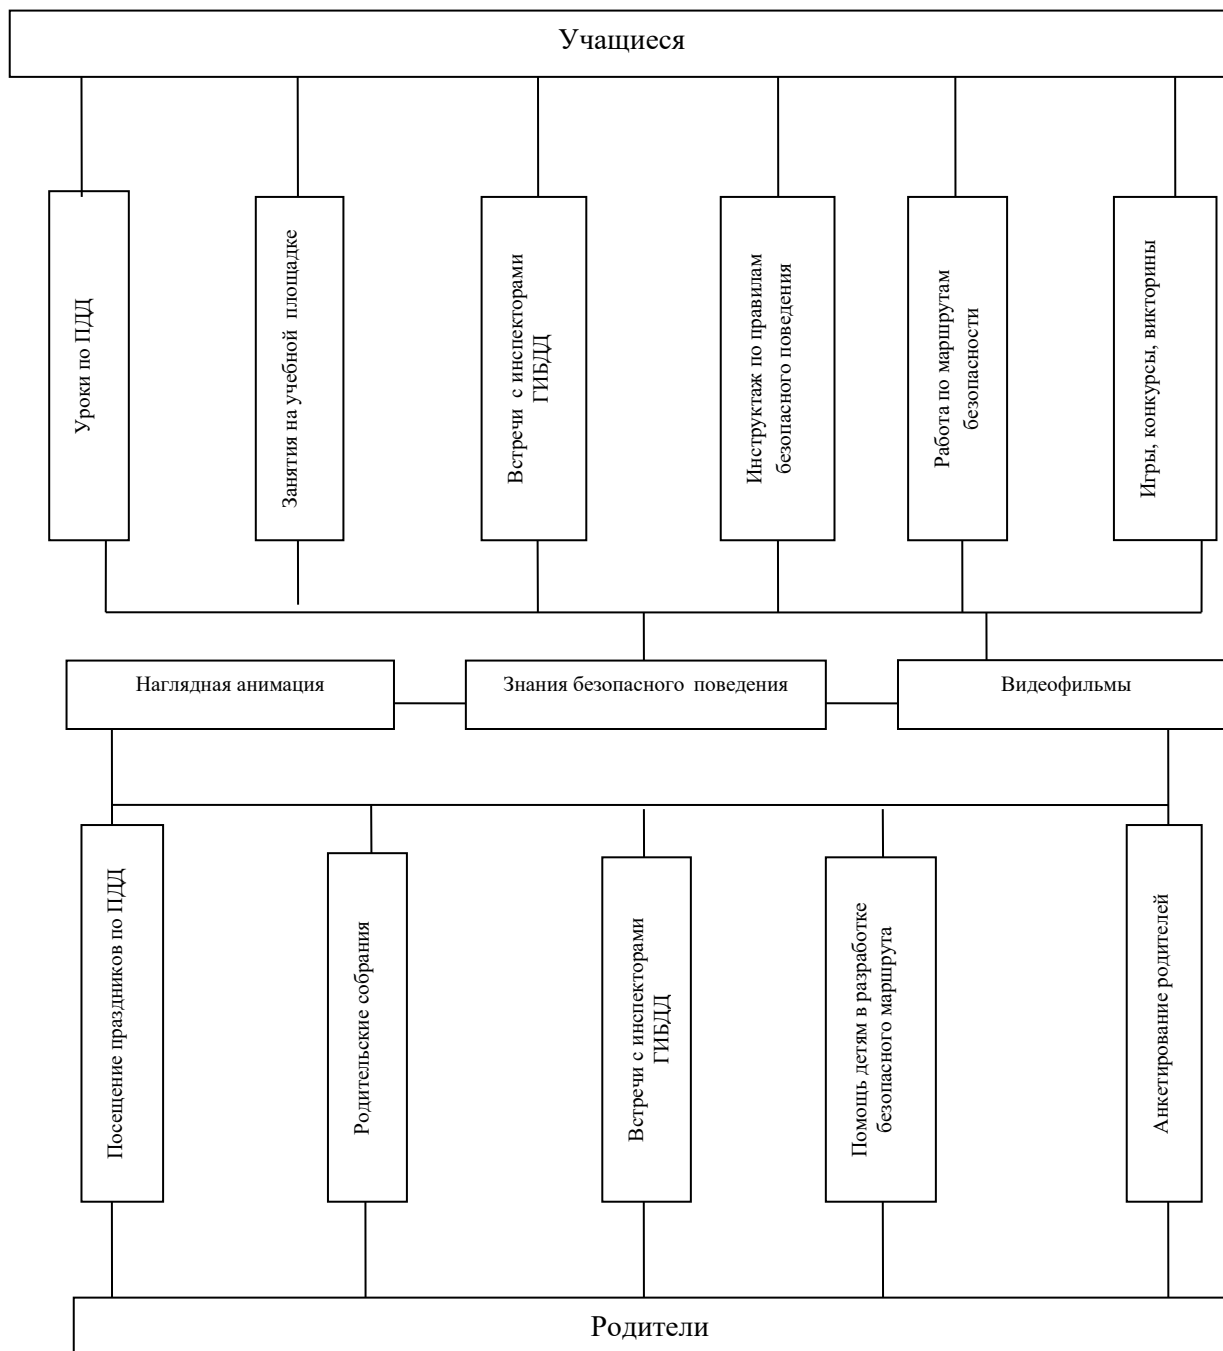 Учащиеся
Уроки по ПДД
Занятия на учебной площадке
Встречи с инспекторами
ГИБДД
Инструктаж по правилам
безопасного поведения
Работа по маршрутам
безопасности
Игры, конкурсы, викторины
Наглядная анимация
Знания безопасного поведения
Видеофильмы
Посещение праздников по ПДД
Родительские собрания
Встречи с инспекторами
ГИБДД
Помощь детям в разработке
безопасного маршрута
Анкетирование родителей
Родители